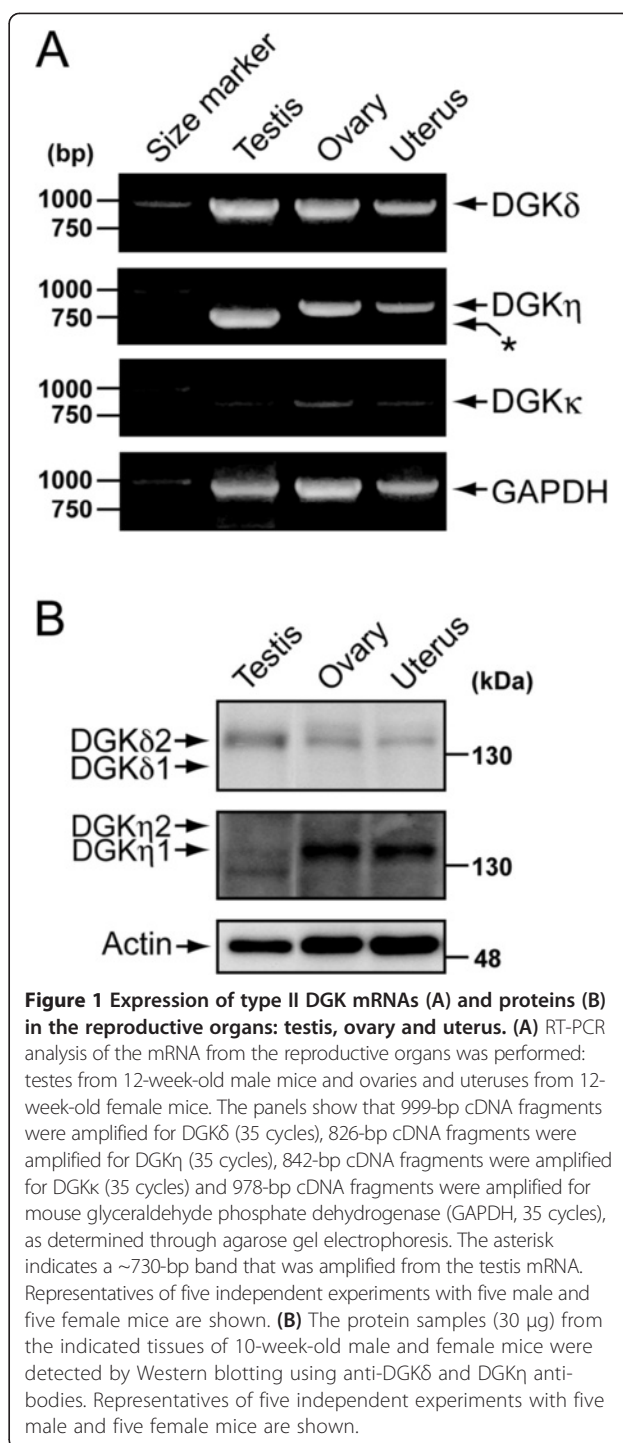 A
Size marker
Testis
Ovary
Uterus
(bp)
1000
750
DGKδ
1000
750
DGKη
*
1000
750
DGKκ
1000
750
GAPDH
B
Testis
Ovary
Uterus
(kDa)
DGKδ2
DGKδ1
130
DGKη2
DGKη1
130
Actin
48
Figure 1 Expression of type II DGK mRNAs (A) and proteins (B)
in the reproductive organs: testis, ovary and uterus. (A) RT-PCR
analysis of the mRNA from the reproductive organs was performed:
testes from 12-week-old male mice and ovaries and uteruses from 12-
week-old female mice. The panels show that 999-bp cDNA fragments
were amplified for DGKδ (35 cycles), 826-bp cDNA fragments were
amplified for DGKη (35 cycles), 842-bp cDNA fragments were amplified
for DGKκ (35 cycles) and 978-bp cDNA fragments were amplified for
mouse glyceraldehyde phosphate dehydrogenase (GAPDH, 35 cycles),
as determined through agarose gel electrophoresis. The asterisk
indicates a ~730-bp band that was amplified from the testis mRNA.
Representatives of five independent experiments with five male and
five female mice are shown. (B) The protein samples (30 μg) from
the indicated tissues of 10-week-old male and female mice were
detected by Western blotting using anti-DGKδ and DGKη anti-
bodies. Representatives of five independent experiments with five
male and five female mice are shown.